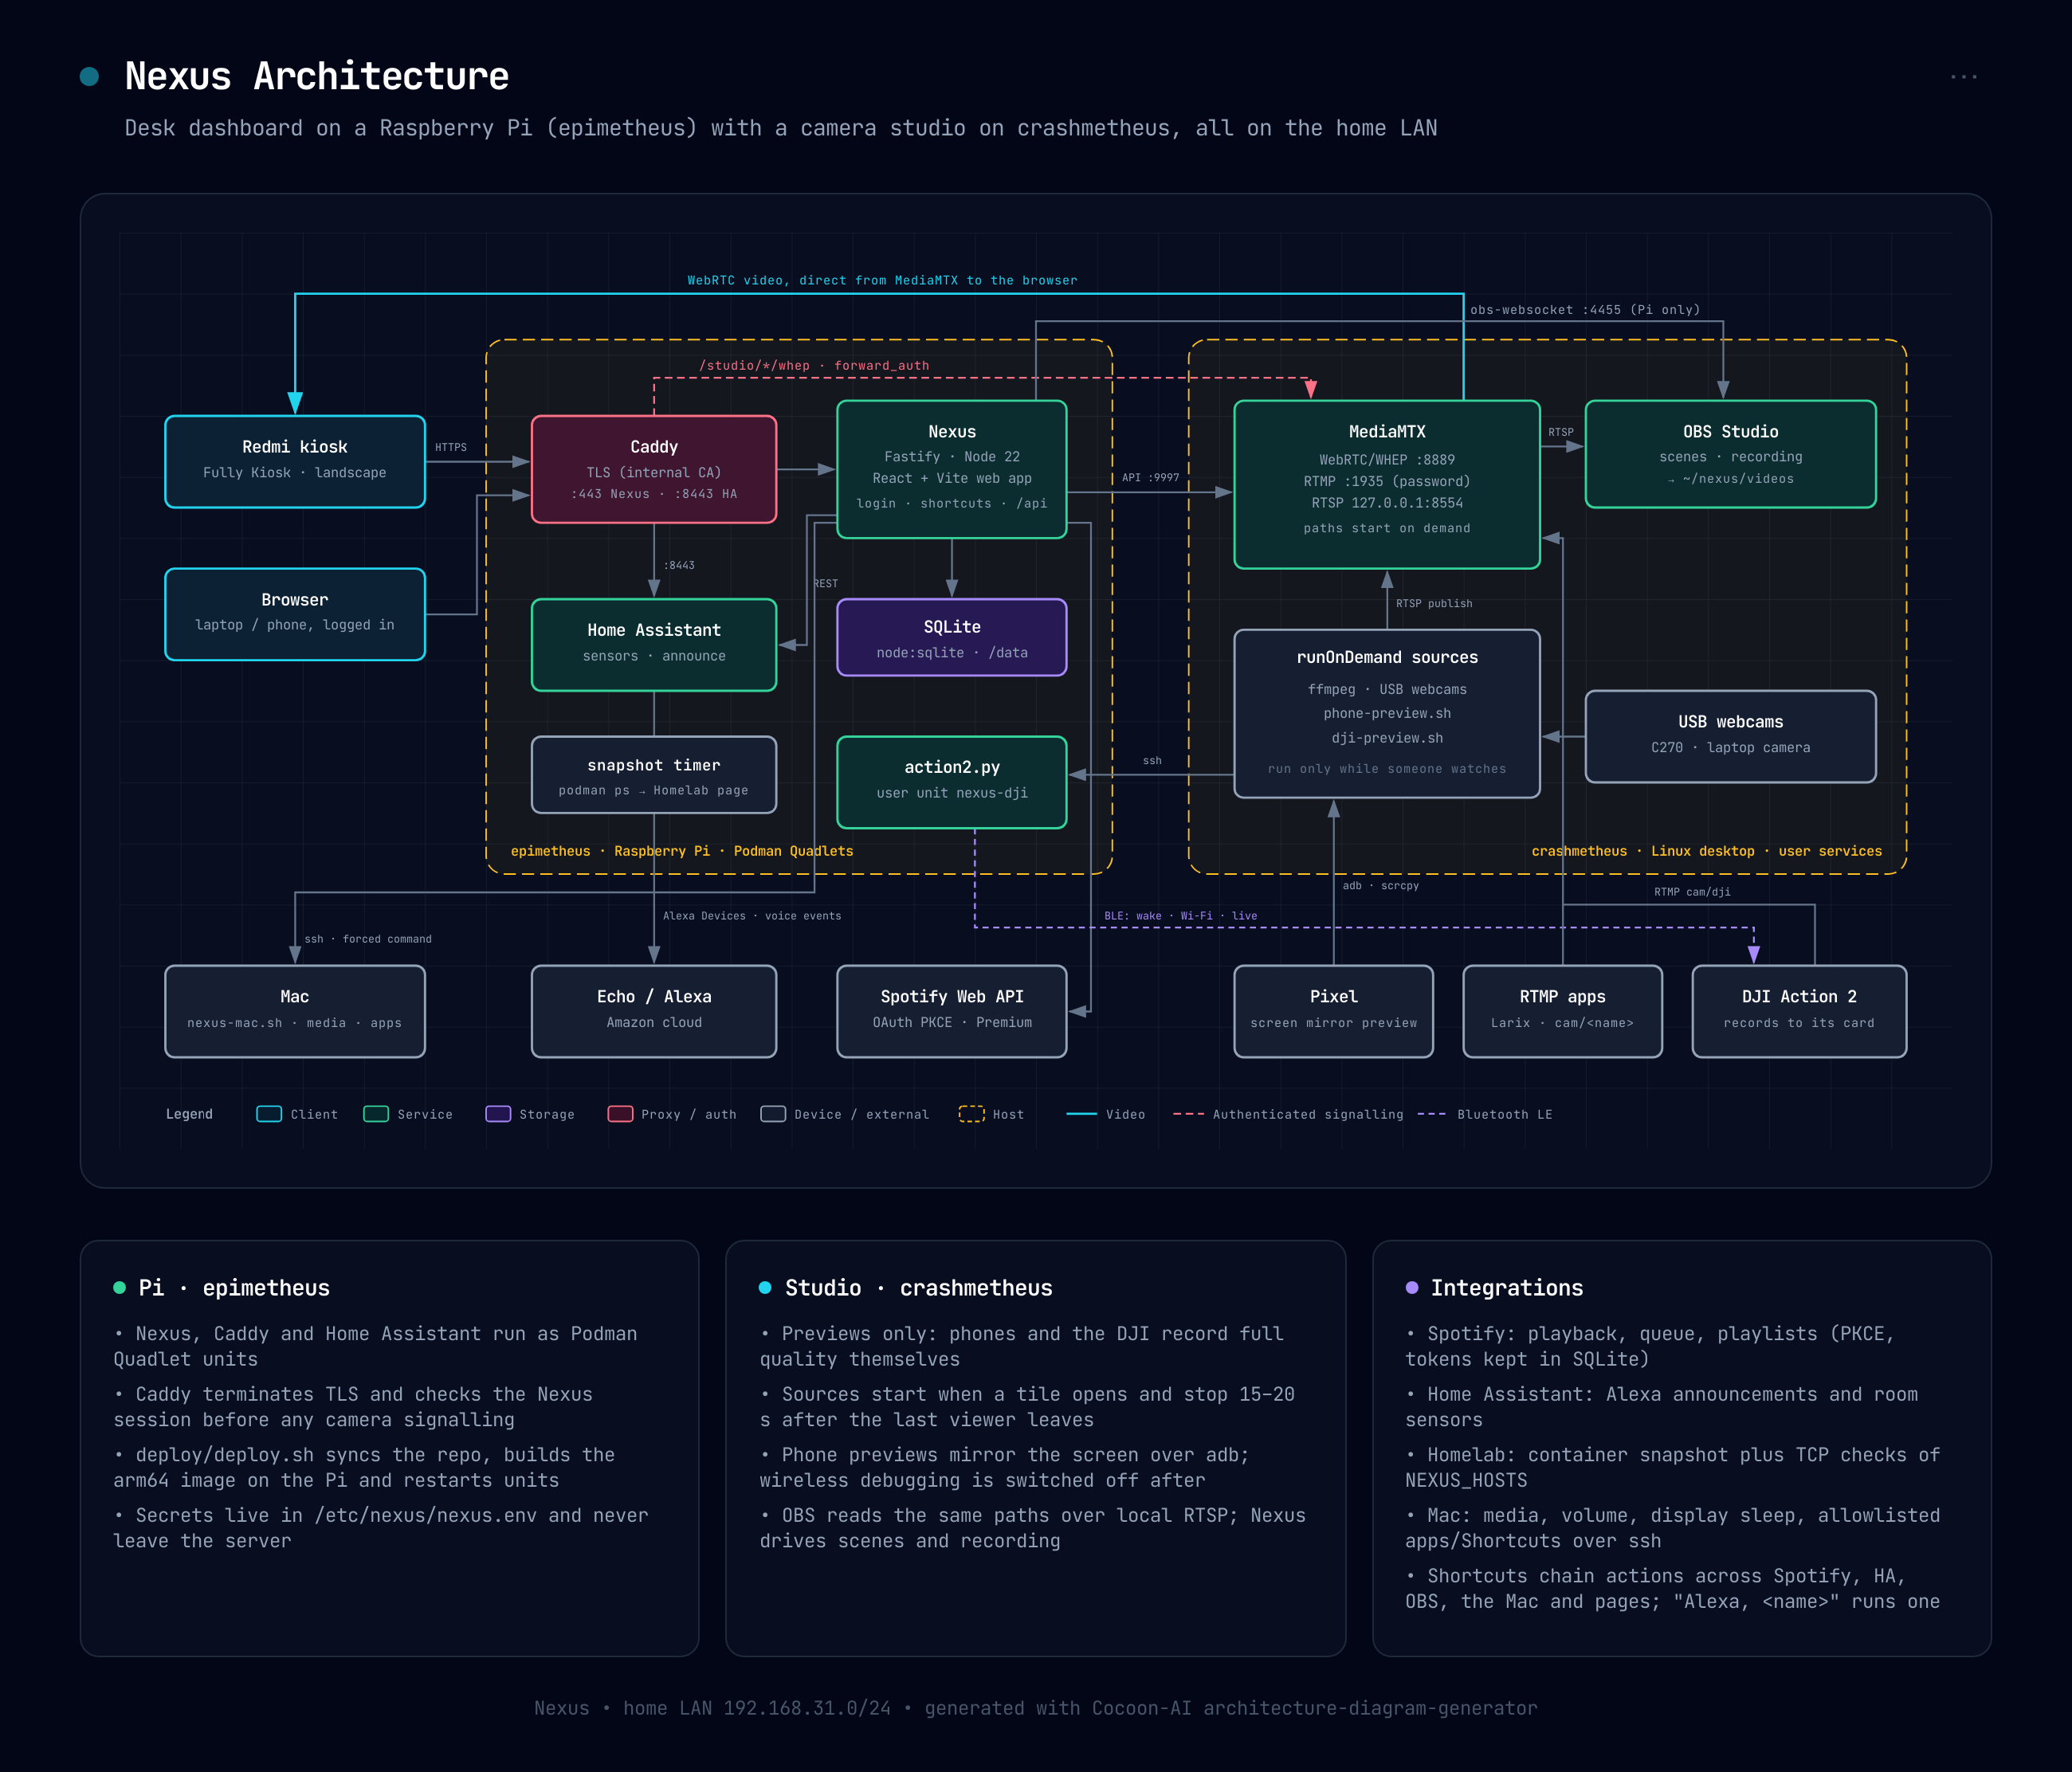 Nexus Architecture
...
Desk dashboard on a Raspberry Pi (epimetheus) with a camera studio on crashmetheus, all on the home LAN
WebRTC video, direct from MediaMTX to the browser
obs-websocket :4455 (Pi only)
/studio/*/whep · forward_auth
Redmi kiosk
Fully Kiosk · landscape
HTTPS
Caddy
TLS (internal CA)
:443 Nexus · :8443 HA
Nexus
Fastify · Node 22
React + Vite web app
login · shortcuts · /api
API :9997
MediaMTX
WebRTC/WHEP :8889
RTMP :1935 (password)
RTSP 127.0.0.1:8554
paths start on demand
RTSP
OBS Studio
scenes · recording
→ ~/nexus/videos
Browser
laptop / phone, logged in
:8443
REST
Home Assistant
sensors · announce
SQLite
node:sqlite · /data
RTSP publish
runOnDemand sources
ffmpeg · USB webcams
phone-preview.sh
dji-preview.sh
run only while someone watches
USB webcams
C270 · laptop camera
snapshot timer
podman ps → Homelab page
action2.py
user unit nexus-dji
ssh
epimetheus · Raspberry Pi · Podman Quadlets
crashmetheus · Linux desktop · user services
adb · scrcpy
RTMP cam/dji
Alexa Devices · voice events
BLE: wake · Wi-Fi · live
ssh · forced command
Mac
nexus-mac.sh · media · apps
Echo / Alexa
Amazon cloud
Spotify Web API
OAuth PKCE · Premium
Pixel
screen mirror preview
RTMP apps
Larix · cam/<name>
DJI Action 2
records to its card
Legend
Client
Service
Storage
Proxy / auth
Device / external
Host
Video
Authenticated signalling
Bluetooth LE
Pi · epimetheus
• Nexus, Caddy and Home Assistant run as Podman
Quadlet units
• Caddy terminates TLS and checks the Nexus
session before any camera signalling
• deploy/deploy.sh syncs the repo, builds the
arm64 image on the Pi and restarts units
• Secrets live in /etc/nexus/nexus.env and never
leave the server
Studio · crashmetheus
• Previews only: phones and the DJI record full
quality themselves
• Sources start when a tile opens and stop 15–20
s after the last viewer leaves
• Phone previews mirror the screen over adb;
wireless debugging is switched off after
• OBS reads the same paths over local RTSP; Nexus
drives scenes and recording
Integrations
• Spotify: playback, queue, playlists (PKCE,
tokens kept in SQLite)
• Home Assistant: Alexa announcements and room
sensors
• Homelab: container snapshot plus TCP checks of
NEXUS_HOSTS
• Mac: media, volume, display sleep, allowlisted
apps/Shortcuts over ssh
• Shortcuts chain actions across Spotify, HA,
OBS, the Mac and pages; "Alexa, <name>" runs one
Nexus • home LAN 192.168.31.0/24 • generated with Cocoon-AI architecture-diagram-generator